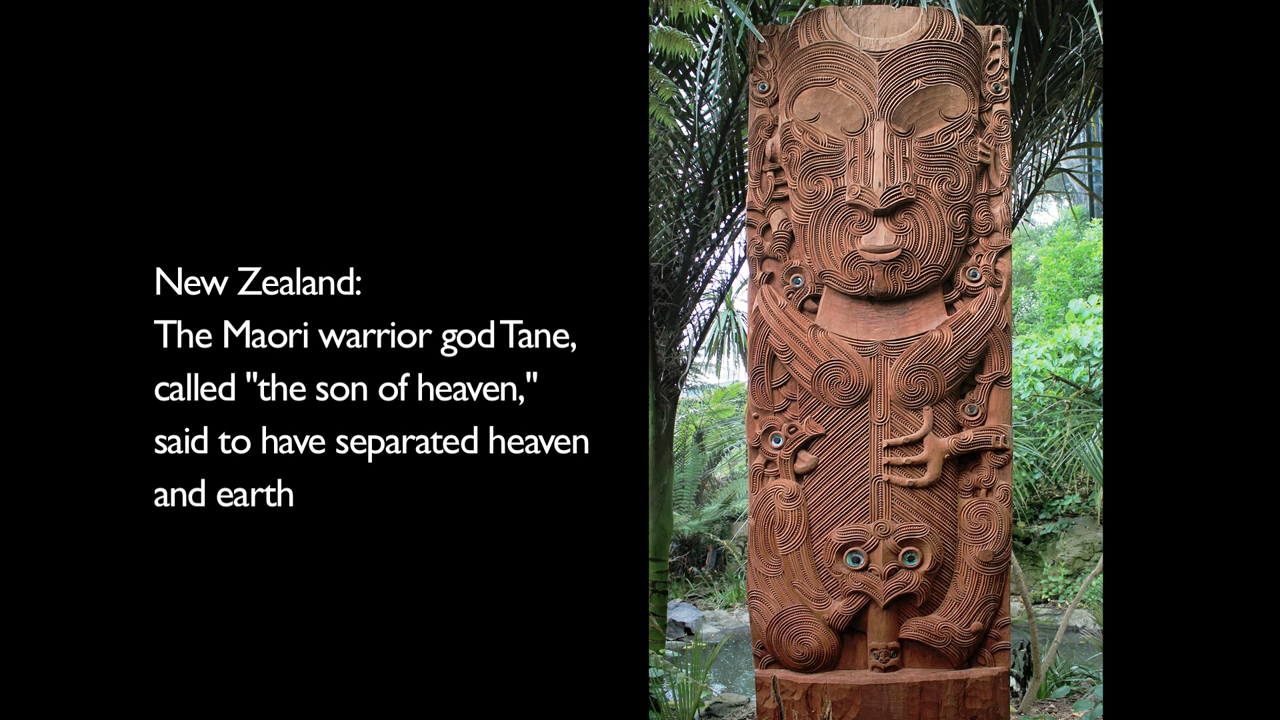 New Zealand:
The Maori warrior god Tane,
called "the son of heaven,"
said to have separated heaven
and earth